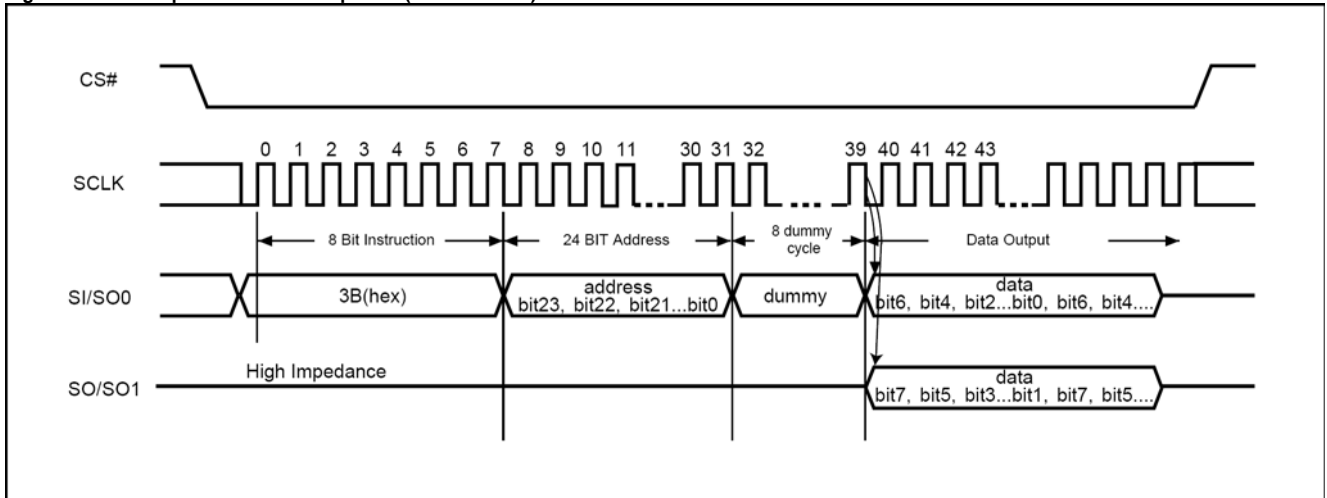 CS#
0 1 2 3 4 5 6 7 8 9 10 11 30 31 32 39 40 41 42 43
SCLK
8 Bit Instruction 24 BIT Address 8 dummy Data Output
cycle
SI/SO0 3B(hex) address dummy data
bit23, bit22, bit21...bit0 bit6, bit4, bit2...bit0, bit6, bit4....
High Impedance
SO/SO1 data
bit7, bit5, bit3...bit1, bit7, bit5....